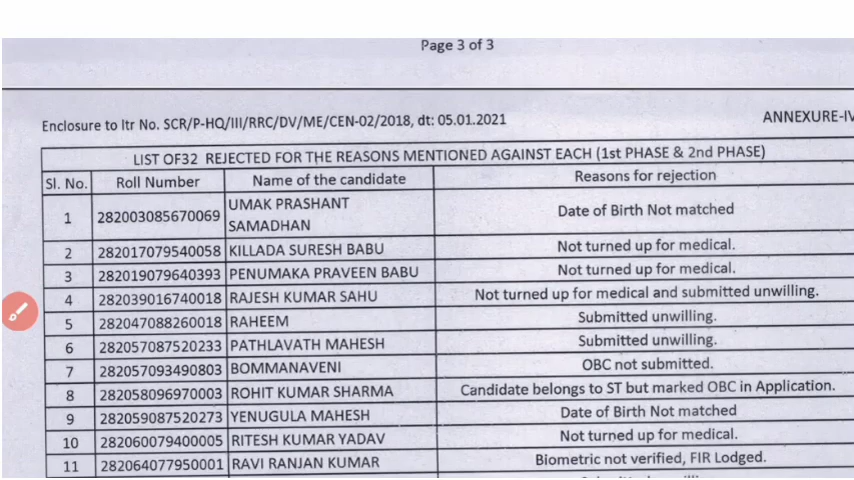 Page 3 of 3
Enclosure to ltr No. SCR/P-HQ/III/RRC/DV/ME/CEN-02/2018, dt: 05.01.2021
ANNEXURE-IV
LIST OF32 REJECTED FOR THE REASONS MENTIONED AGAINST EACH (1st PHASE & 2nd PHASE)
Sl. No. Roll Number Name of the candidate Reasons for rejection
1 282003085670069 UMAK PRASHANT SAMADHAN Date of Birth Not matched
2 282017079540058 KILLADA SURESH BABU Not turned up for medical.
3 282019079640393 PENUMAKA PRAVEEN BABU Not turned up for medical.
4 282039016740018 RAJESH KUMAR SAHU Not turned up for medical and submitted unwilling.
5 282047088260018 RAHEEM Submitted unwilling.
6 282057087520233 PATHLAVATH MAHESH Submitted unwilling.
7 282057093490803 BOMMANAVENI OBC not submitted.
8 282058096970003 ROHIT KUMAR SHARMA Candidate belongs to ST but marked OBC in Application.
9 282059087520273 YENUGULA MAHESH Date of Birth Not matched
10 282060079400005 RITESH KUMAR YADAV Not turned up for medical.
11 282064077950001 RAVI RANJAN KUMAR Biometric not verified, FIR Lodged.